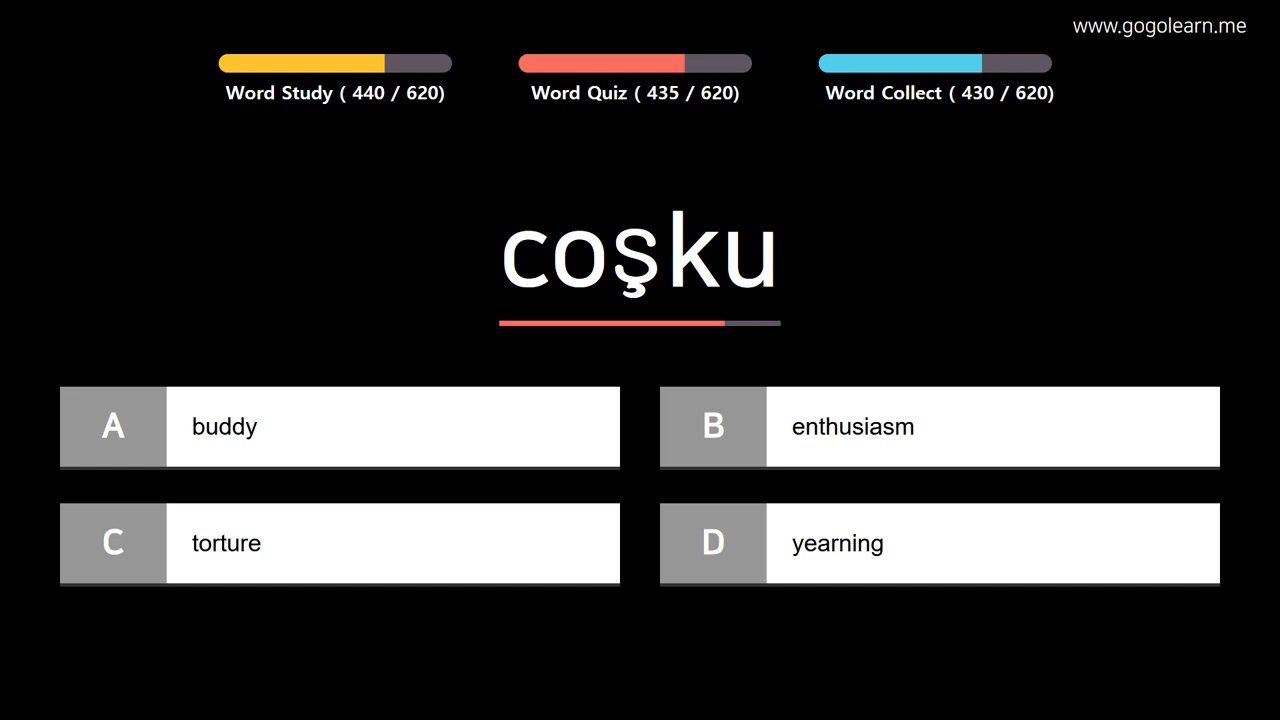 www.gogolearn.me
Word Study ( 440 / 620)
Word Quiz ( 435 / 620)
Word Collect ( 430 / 620)
coşku
A buddy
B enthusiasm
C torture
D yearning